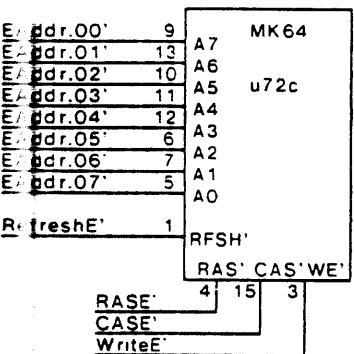 EAddr.00' 9 MK64
EAddr.01' 13 A7
EAddr.02' 10 A6
EAddr.03' 11 A5 u72c
EAddr.04' 12 A4
EAddr.05' 6 A3
EAddr.06' 7 A2
EAddr.07' 5 A1
A0
RefreshE' 1 RFSH'
RAS' CAS' WE'
4 15 3
RASE'
CASE'
WriteE'